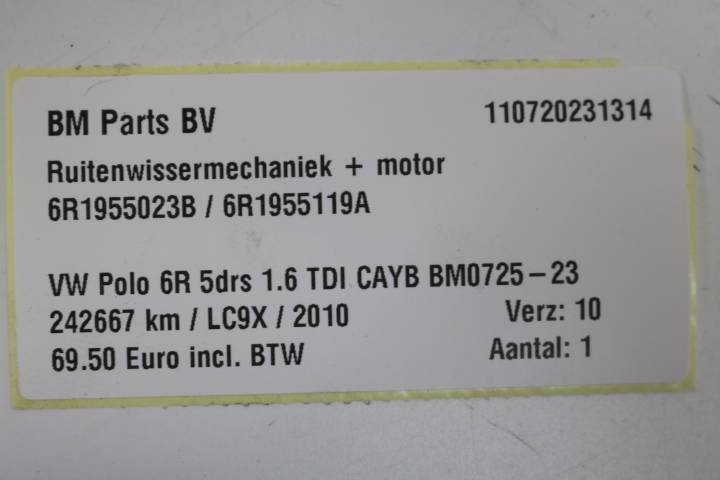 BM Parts BV 110720231314
Ruitenwissermechaniek + motor
6R1955023B / 6R1955119A
VW Polo 6R 5drs 1.6 TDI CAYB BM0725-23
242667 km / LC9X / 2010 Verz: 10
69.50 Euro incl. BTW Aantal: 1